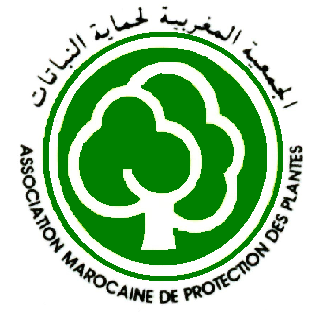 الجمعية المغربية لحماية النباتات
ASSOCIATION MAROCAINE DE PROTECTION DES PLANTES